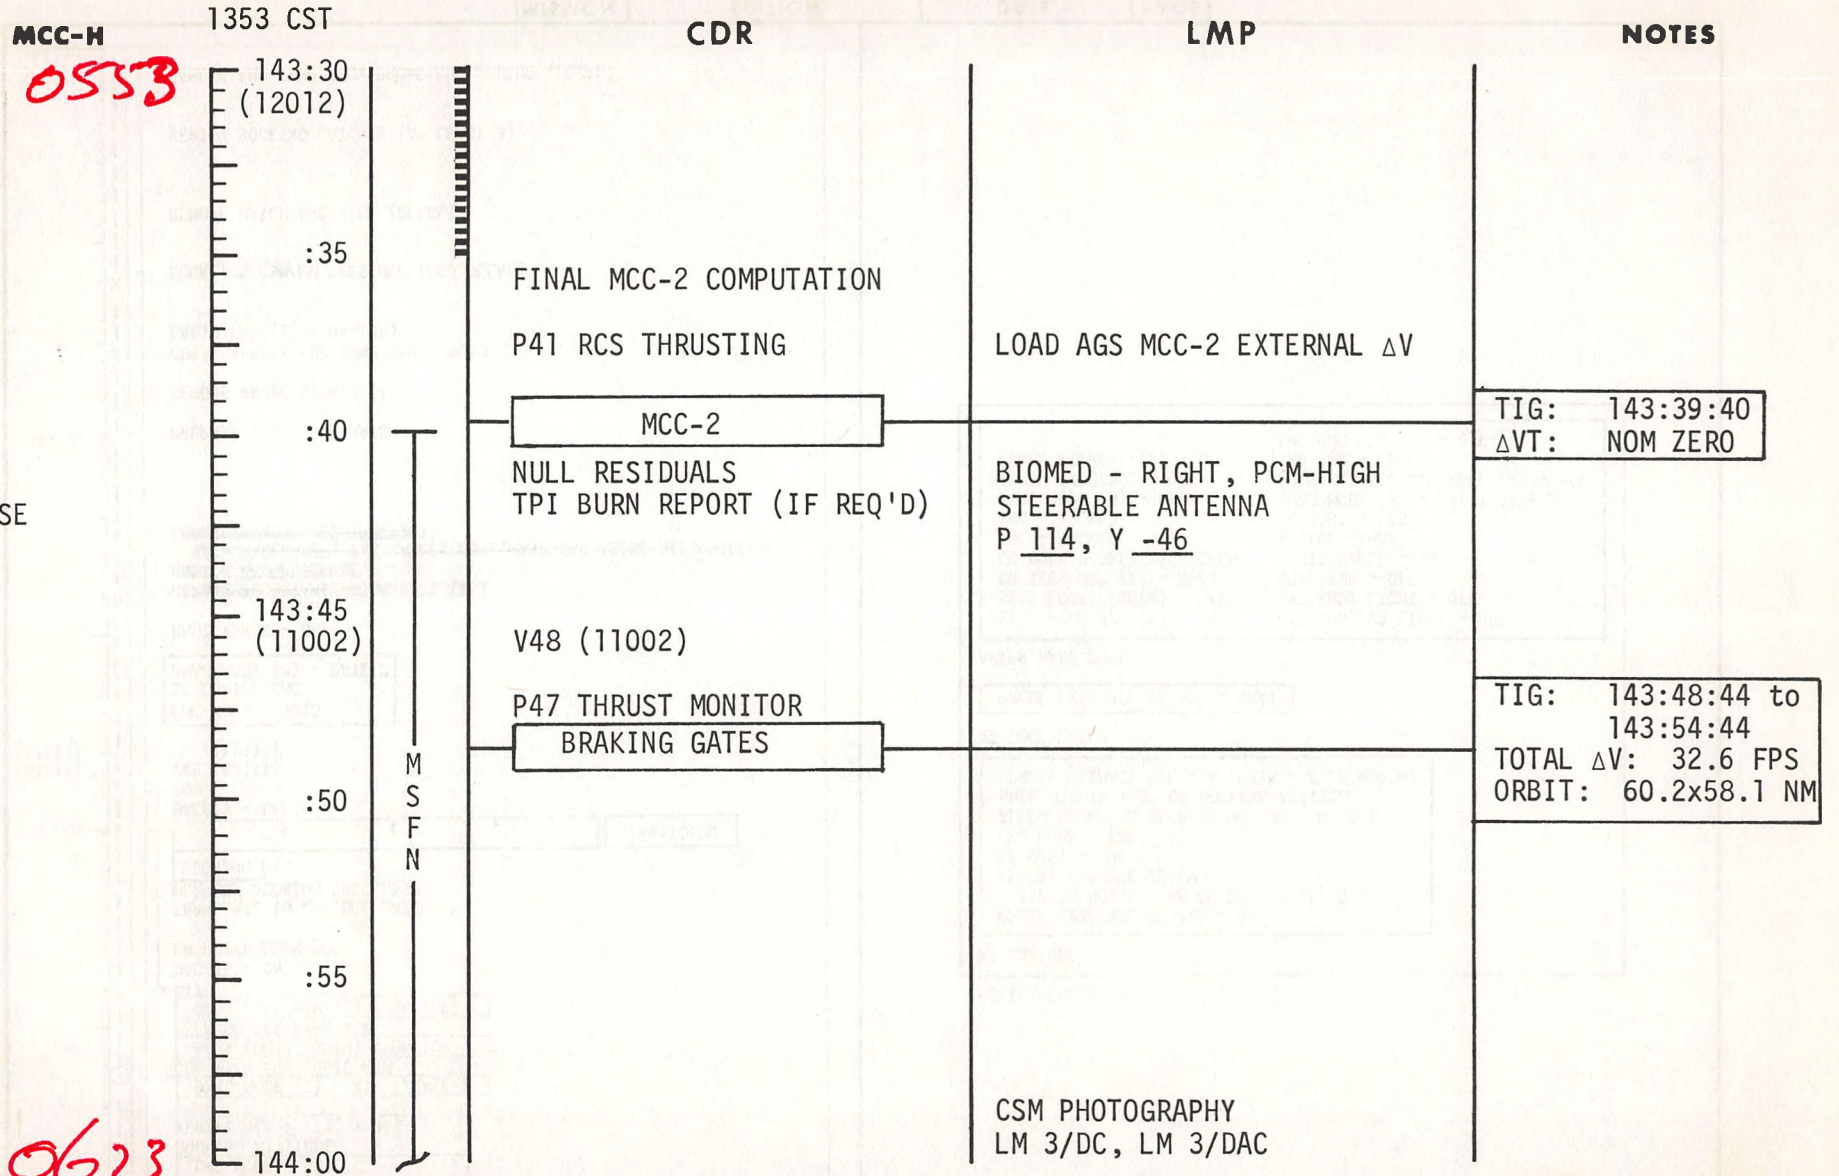 1353 CST
MCC-H CDR LMP NOTES
0553
143:30
(12012)
:35
FINAL MCC-2 COMPUTATION
P41 RCS THRUSTING
LOAD AGS MCC-2 EXTERNAL ΔV
TIG: 143:39:40
ΔVT: NOM ZERO
MCC-2
:40
NULL RESIDUALS
TPI BURN REPORT (IF REQ'D)
BIOMED - RIGHT, PCM-HIGH
STEERABLE ANTENNA
P 114, Y -46
SE
143:45
(11002)
V48 (11002)
P47 THRUST MONITOR
BRAKING GATES
TIG: 143:48:44 to
143:54:44
TOTAL ΔV: 32.6 FPS
ORBIT: 60.2x58.1 NM
MSFN
:50
:55
CSM PHOTOGRAPHY
LM 3/DC, LM 3/DAC
0623
144:00